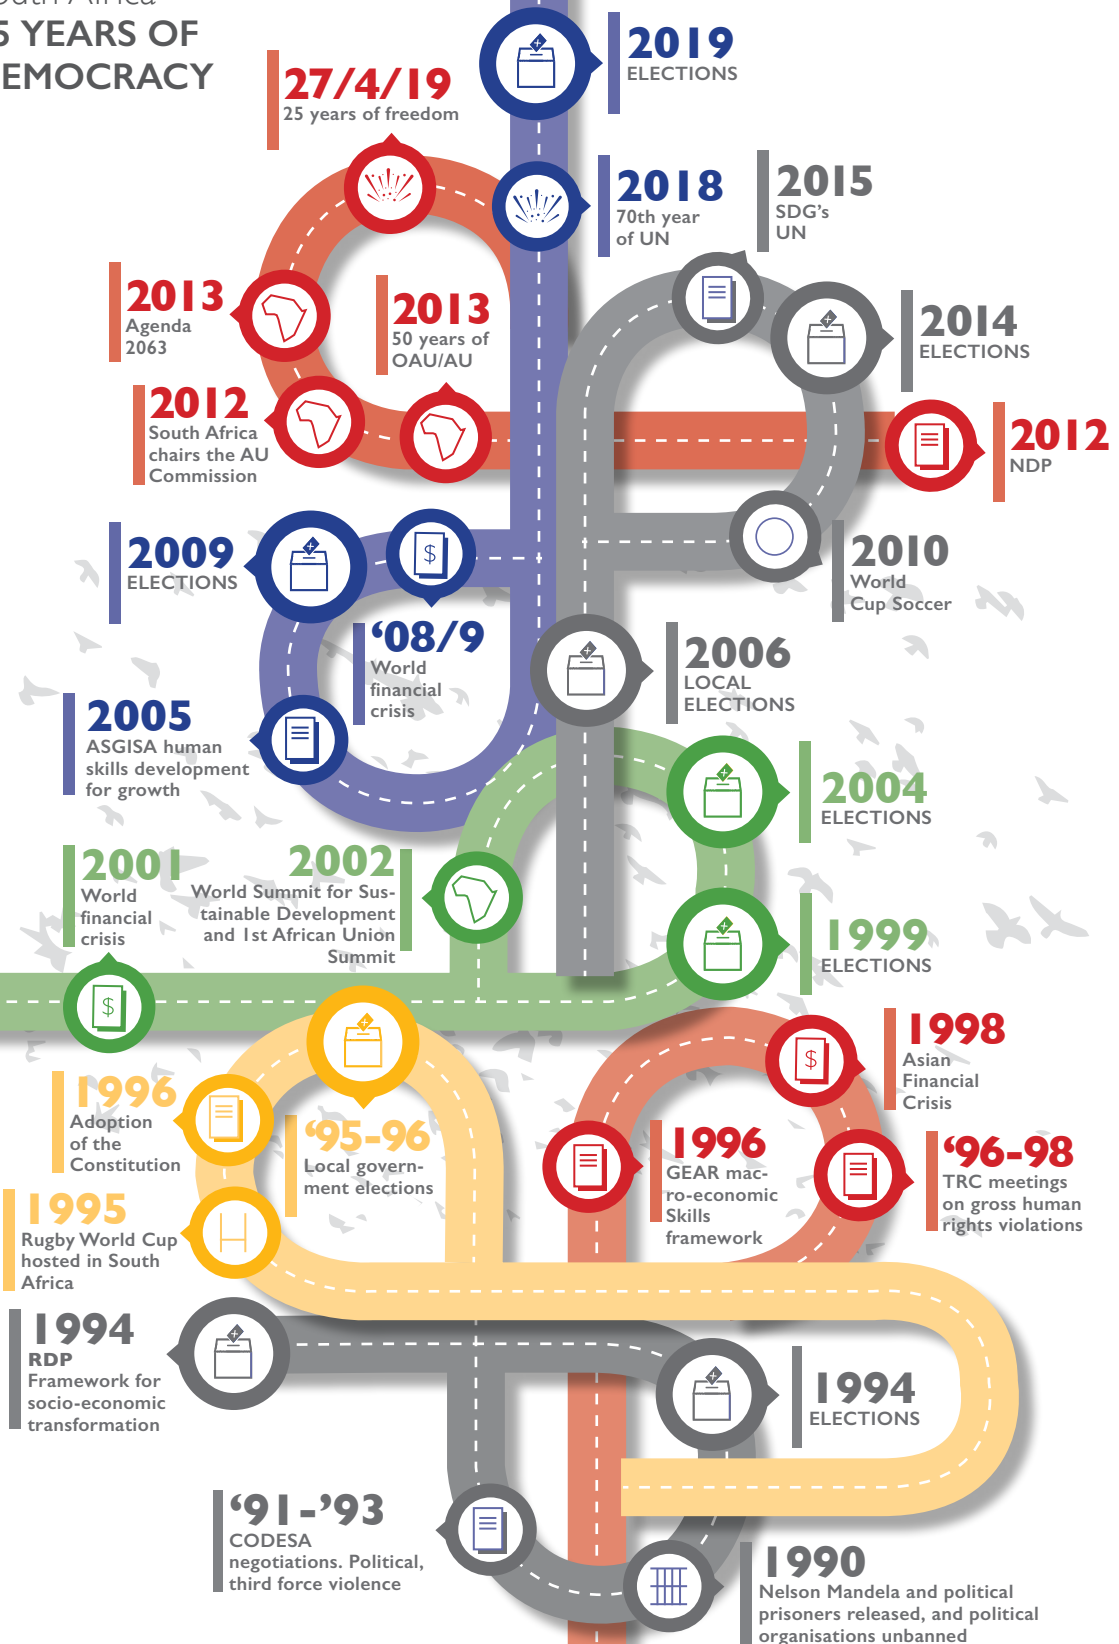 5 YEARS OF
EMOCRACY
2019
ELECTIONS
27/4/19
25 years of freedom
2018
70th year
of UN
2015
SDG's
UN
2013
Agenda
2063
2013
50 years of
OAU/AU
2014
ELECTIONS
2012
South Africa
chairs the AU
Commission
2012
NDP
2009
ELECTIONS
$
2010
World
Cup Soccer
‘08/9
World
financial
crisis
2006
LOCAL
ELECTIONS
2005
ASGISA human
skills development
for growth
2004
ELECTIONS
2001
World
financial
crisis
2002
World Summit for Sus-
tainable Development
and 1st African Union
Summit
1999
ELECTIONS
$
1998
Asian
Financial
Crisis
$
1996
Adoption
of the
Constitution
‘95-96
Local govern-
ment elections
1996
GEAR mac-
ro-economic
Skills
framework
‘96-98
TRC meetings
on gross human
rights violations
1995
Rugby World Cup
hosted in South
Africa
1994
RDP
Framework for
socio-economic
transformation
1994
ELECTIONS
‘91-’93
CODESA
negotiations. Political,
third force violence
1990
Nelson Mandela and political
prisoners released, and political
organisations unbanned